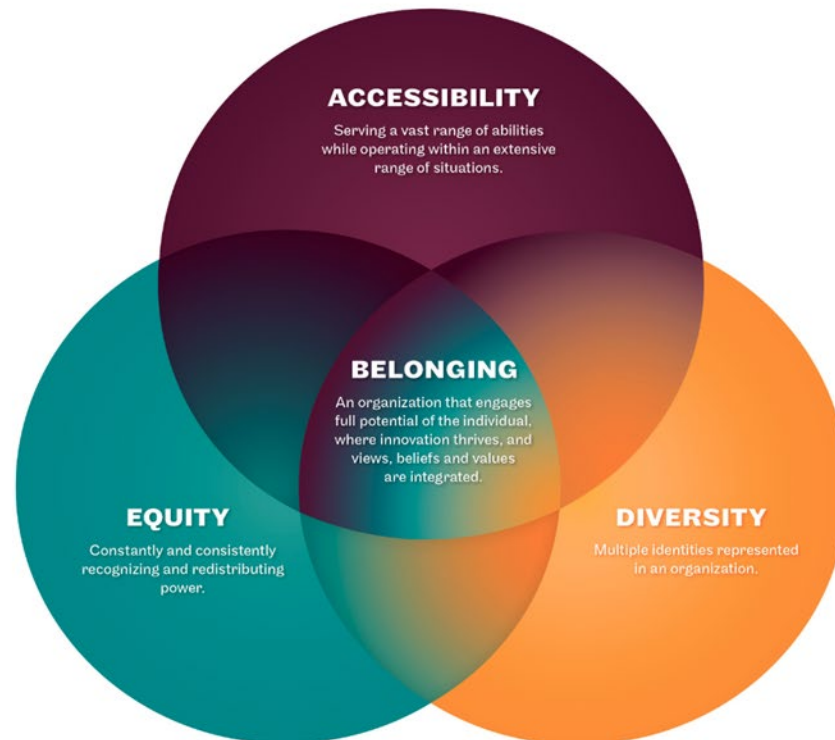 ACCESSIBILITY
Serving a vast range of abilities
while operating within an extensive
range of situations.
BELONGING
An organization that engages
full potential of the individual,
where innovation thrives, and
views, beliefs and values
are integrated.
EQUITY
Constantly and consistently
recognizing and redistributing
power.
DIVERSITY
Multiple identities represented
in an organization.